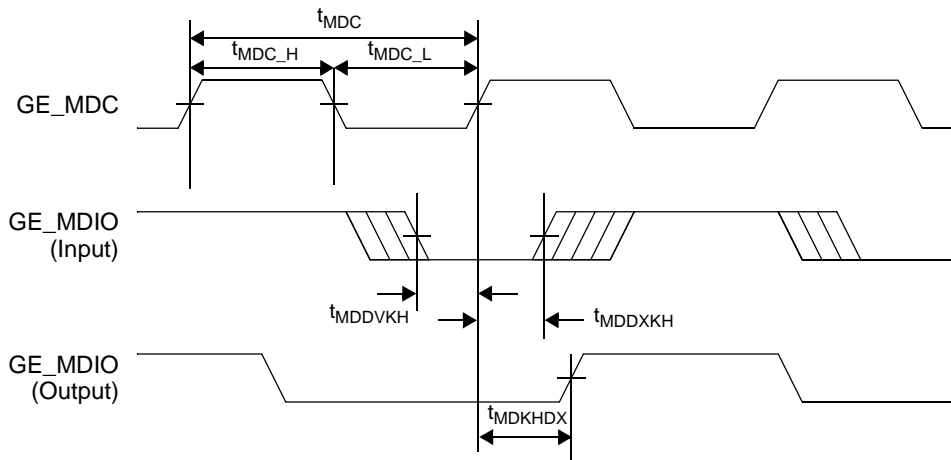 tMDC
tMDC_H
tMDC_L
GE_MDC
GE_MDIO
(Input)
tMDDVKH
tMDDXKH
GE_MDIO
(Output)
tMDKHDX